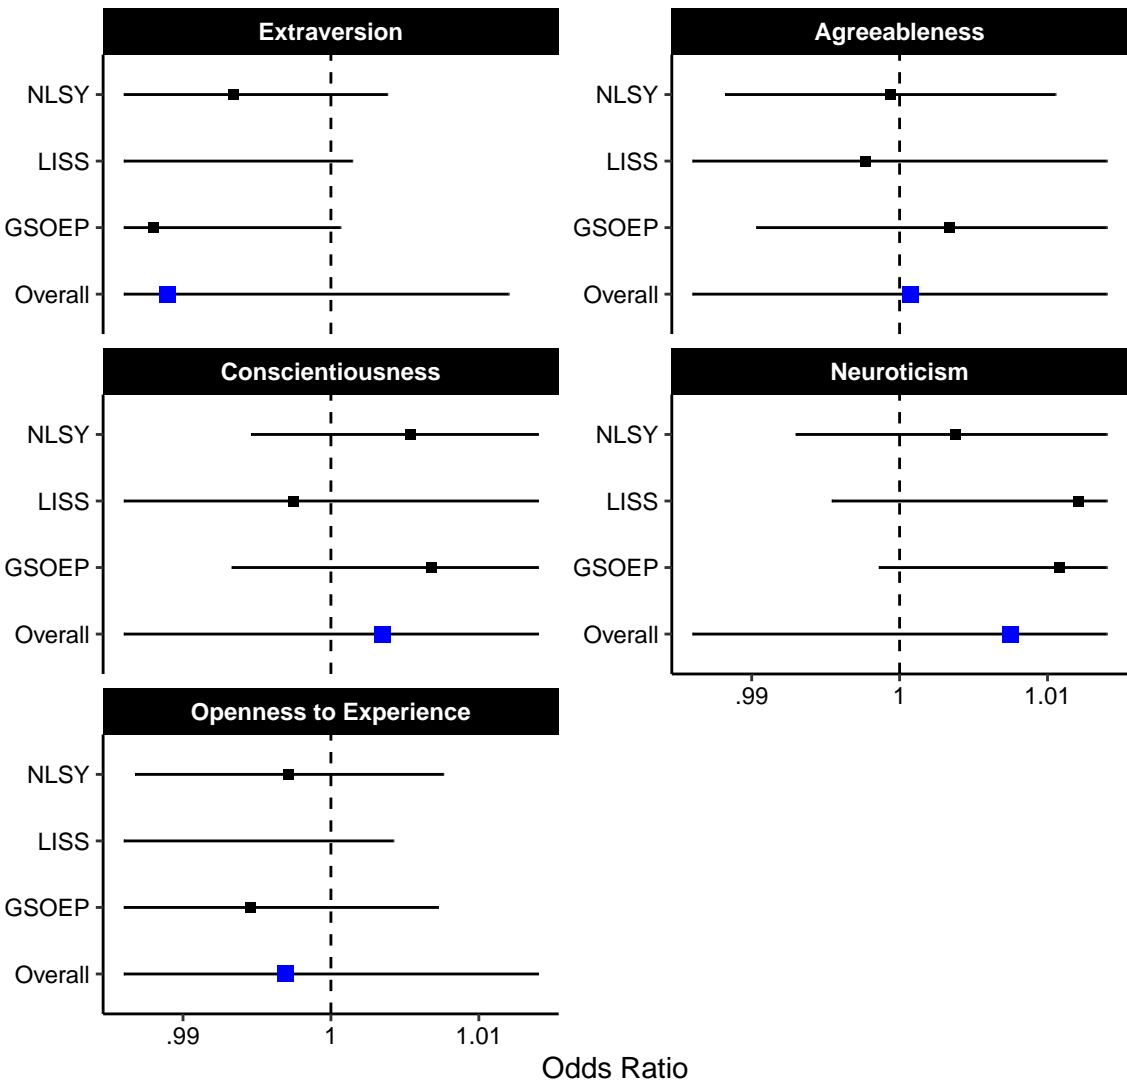 Extraversion
NLSY
LISS
GSOEP
Overall
Agreeableness
NLSY
LISS
GSOEP
Overall
Conscientiousness
NLSY
LISS
GSOEP
Overall
Neuroticism
NLSY
LISS
GSOEP
Overall
.99 1 1.01
Openness to Experience
NLSY
LISS
GSOEP
Overall
.99 1 1.01
Odds Ratio